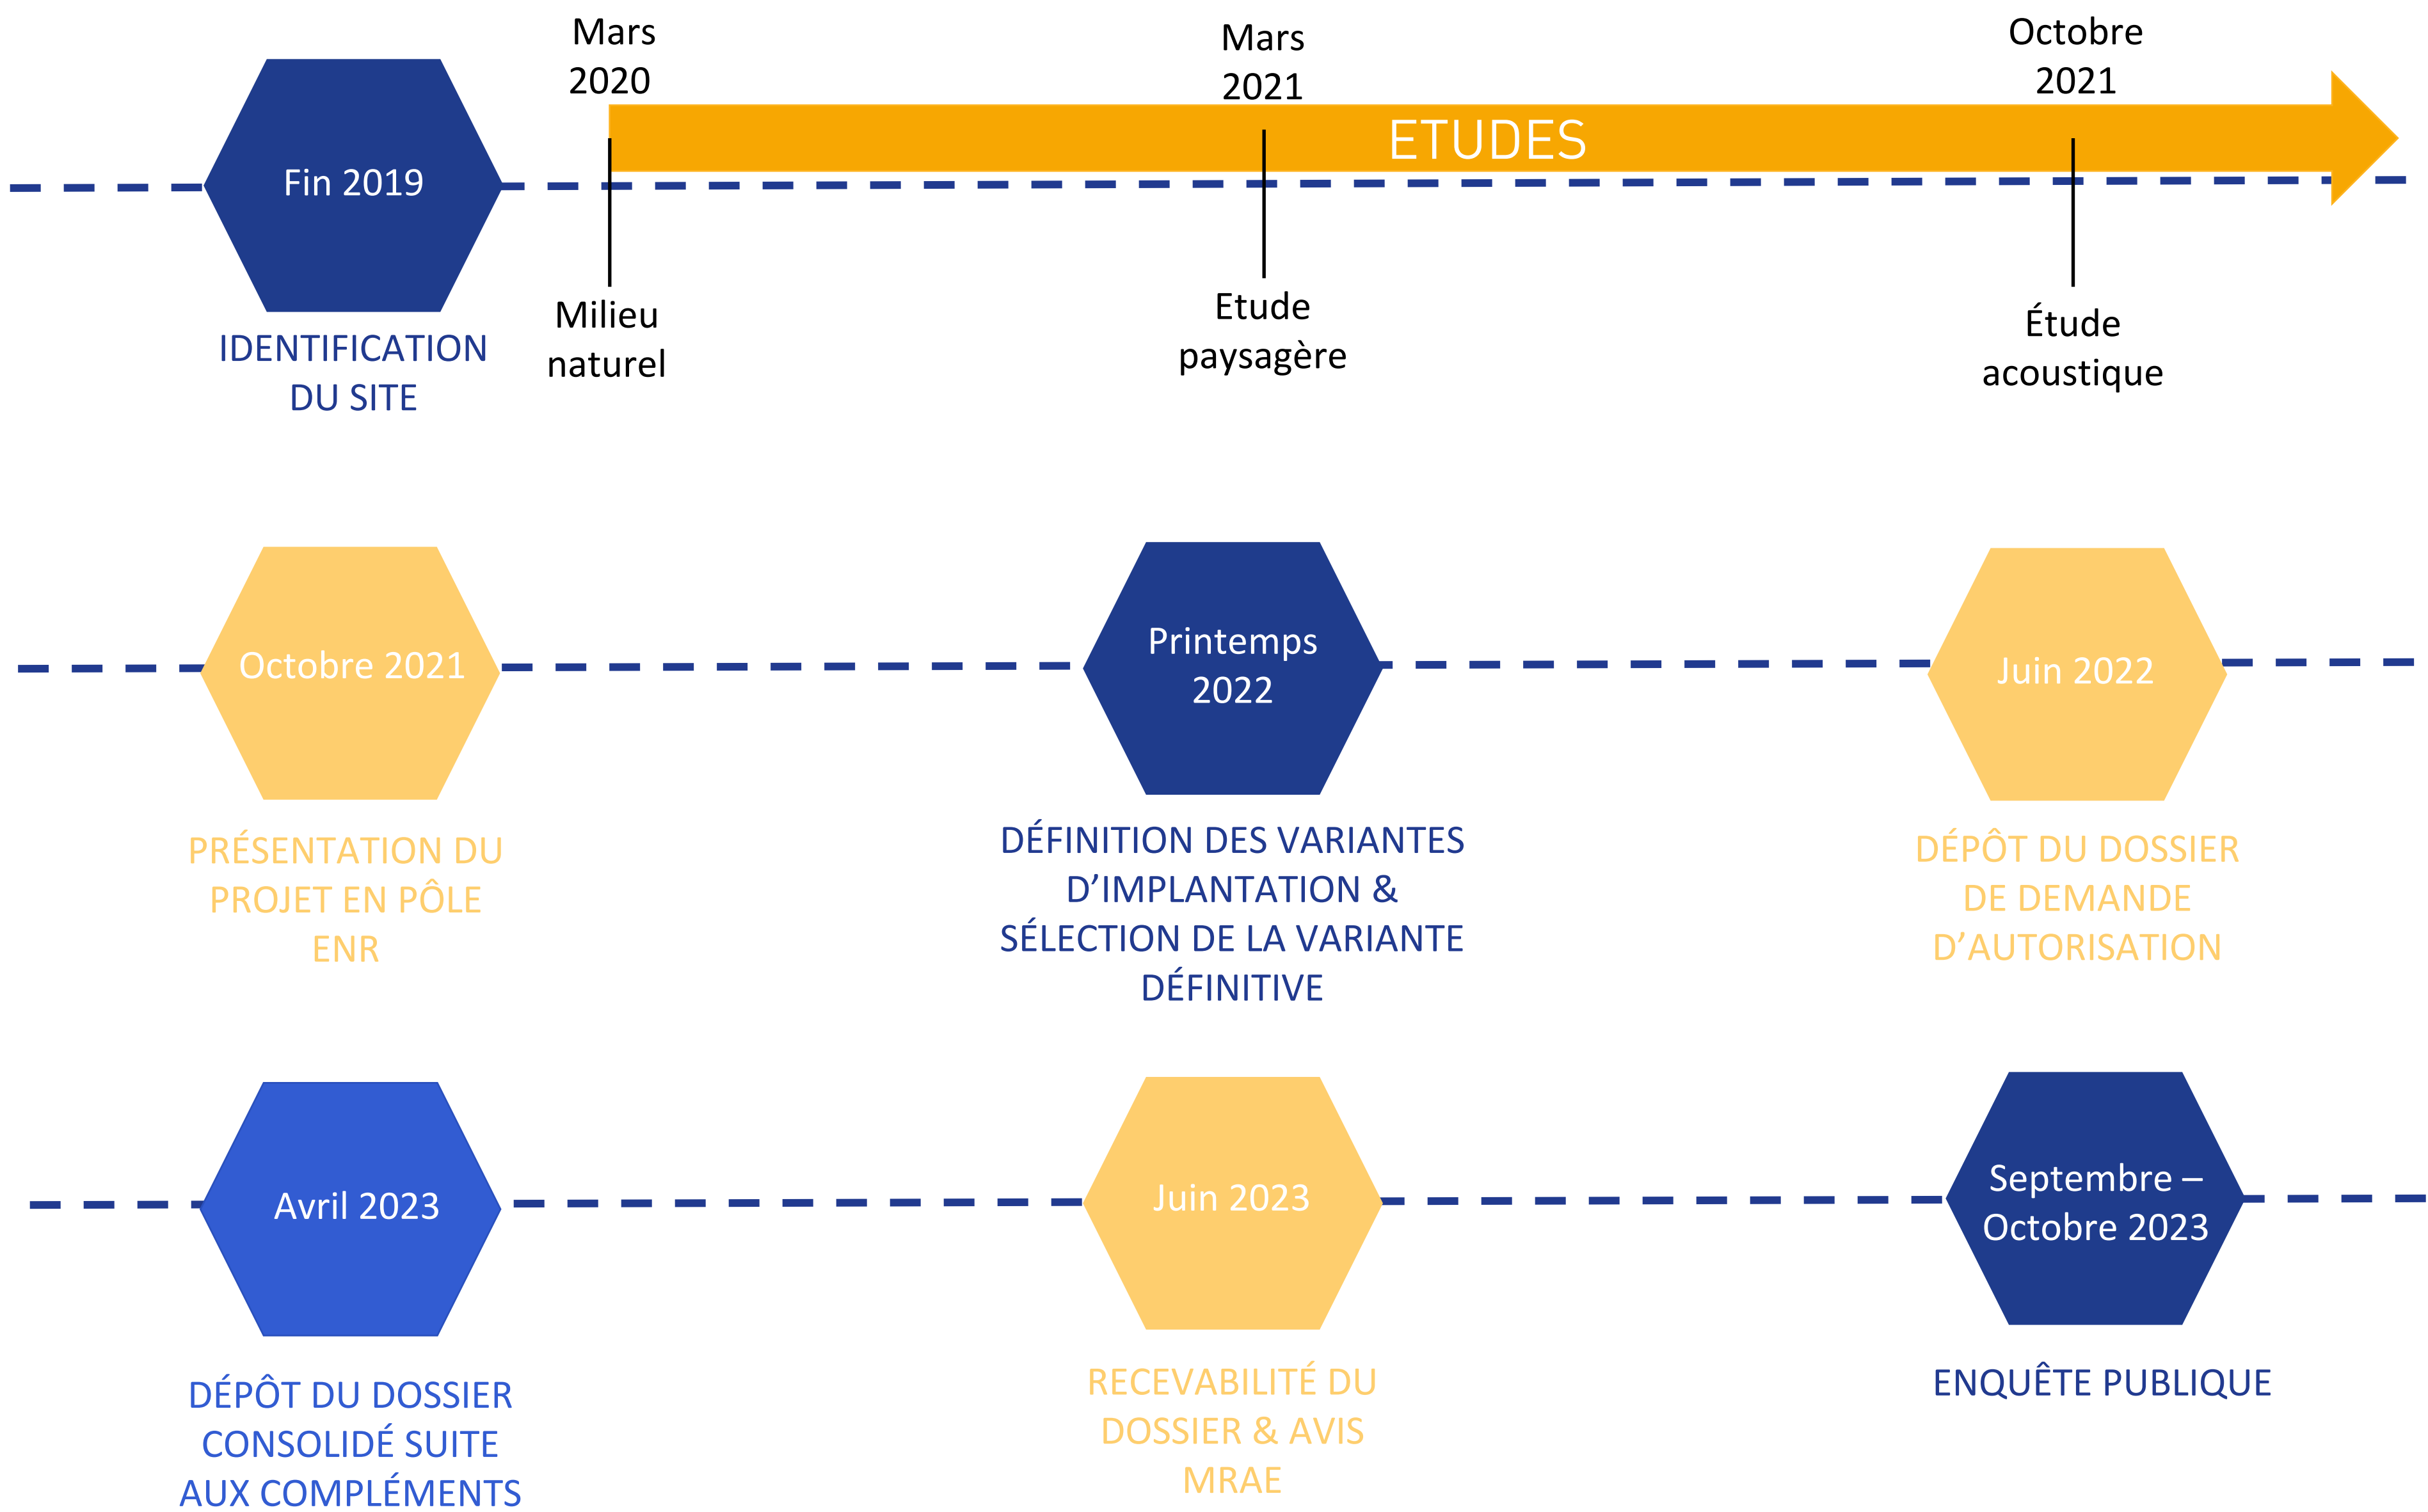 Mars
2020
Mars
2021
Octobre
2021
ETUDES
Fin 2019
IDENTIFICATION
DU SITE
Milieu
naturel
Etude
paysagère
Étude
acoustique
Octobre 2021
PRÉSENTATION DU
PROJET EN PÔLE
ENR
Printemps
2022
DÉFINITION DES VARIANTES
D’IMPLANTATION &
SÉLECTION DE LA VARIANTE
DÉFINITIVE
Juin 2022
DÉPÔT DU DOSSIER
DE DEMANDE
D’AUTORISATION
Avril 2023
DÉPÔT DU DOSSIER
CONSOLIDÉ SUITE
AUX COMPLÉMENTS
Juin 2023
RECEVABILITÉ DU
DOSSIER & AVIS
MRAE
Septembre –
Octobre 2023
ENQUÊTE PUBLIQUE